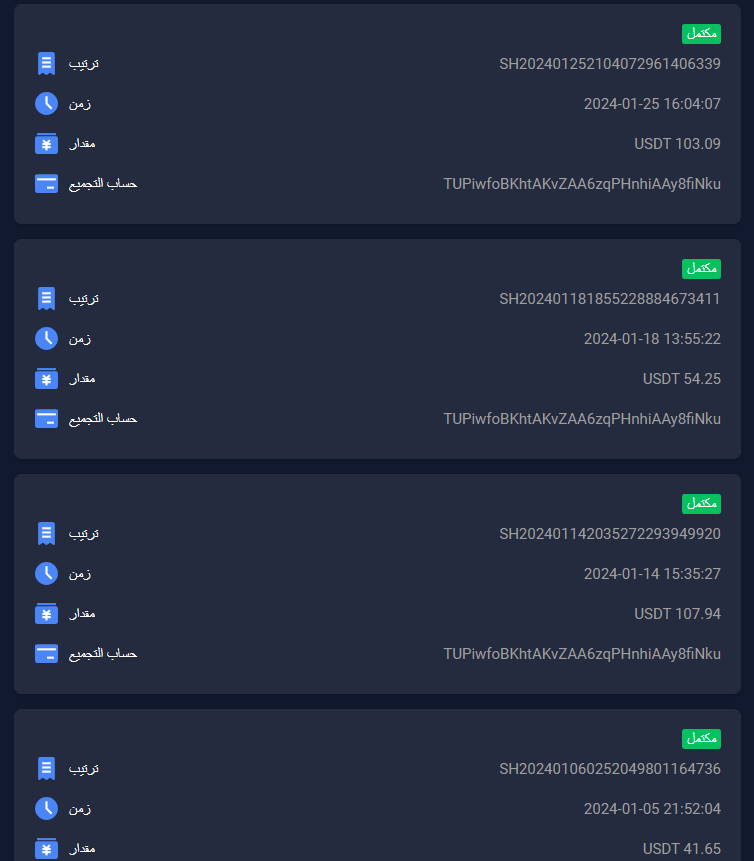 مكتمل
ترتيب SH202401252104072961406339
زمن 2024-01-25 16:04:07
مقدار USDT 103.09
حساب التجميع TUPiwfoBKhtAKvZAA6zqPHnhiAAy8fiNku
مكتمل
ترتيب SH202401181855228884673411
زمن 2024-01-18 13:55:22
مقدار USDT 54.25
حساب التجميع TUPiwfoBKhtAKvZAA6zqPHnhiAAy8fiNku
مكتمل
ترتيب SH202401142035272293949920
زمن 2024-01-14 15:35:27
مقدار USDT 107.94
حساب التجميع TUPiwfoBKhtAKvZAA6zqPHnhiAAy8fiNku
مكتمل
ترتيب SH202401060252049801164736
زمن 2024-01-05 21:52:04
مقدار USDT 41.65